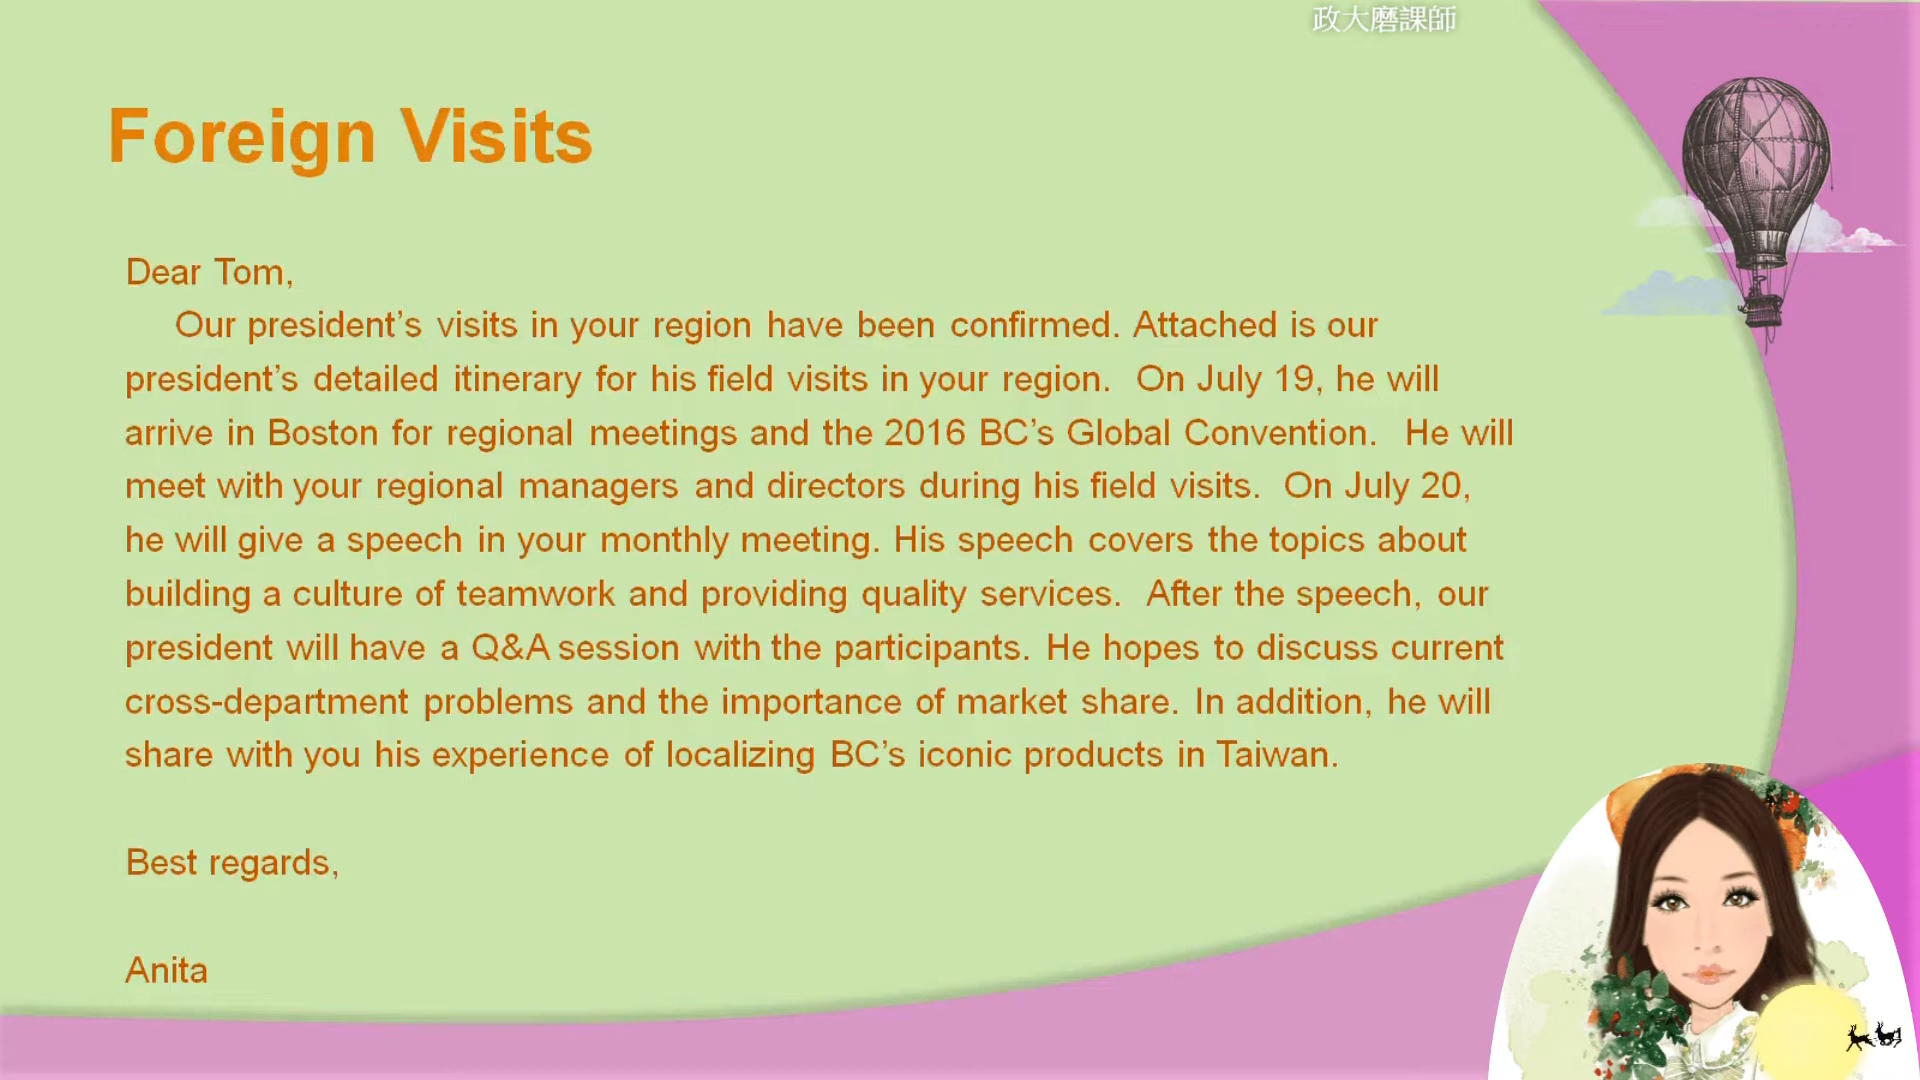 政大磨課師
Foreign Visits
Dear Tom,
Our president’s visits in your region have been confirmed. Attached is our
president’s detailed itinerary for his field visits in your region. On July 19, he will
arrive in Boston for regional meetings and the 2016 BC’s Global Convention. He will
meet with your regional managers and directors during his field visits. On July 20,
he will give a speech in your monthly meeting. His speech covers the topics about
building a culture of teamwork and providing quality services. After the speech, our
president will have a Q&A session with the participants. He hopes to discuss current
cross-department problems and the importance of market share. In addition, he will
share with you his experience of localizing BC’s iconic products in Taiwan.
Best regards,
Anita